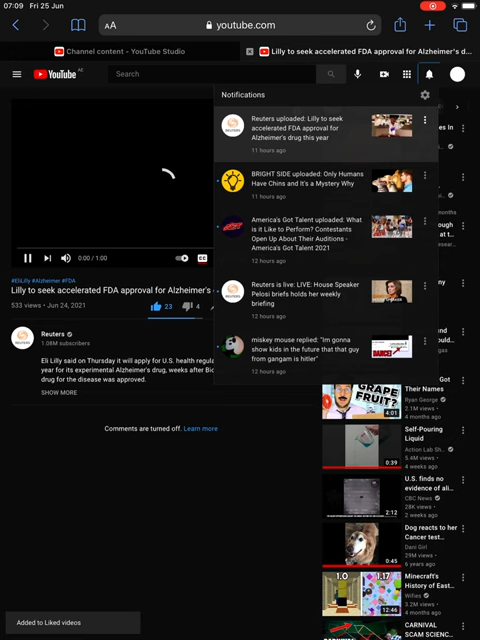 07:09 Fri 25 Jun
AA
youtube.com
Channel content - YouTube Studio
Lilly to seek accelerated FDA approval for Alzheimer's d...
YouTube
Search
Notifications
Reuters uploaded: Lilly to seek
accelerated FDA approval for
Alzheimer's drug this year
11 hours ago
REUTERS
BRIGHT SIDE uploaded: Only Humans
Have Chins and It's a Mystery Why
11 hours ago
America's Got Talent uploaded: What
is it Like to Perform? Contestants
Open Up About Their Auditions -
America's Got Talent 2021
12 hours ago
Reuters is live: LIVE: House Speaker
Pelosi briefs holds her weekly
briefing
12 hours ago
REUTERS
SPEAKER
miskey mouse replied: "Im gonna
show kids in the future that that guy
from gangam is hitler"
12 hours ago
DANCE!
0:00 / 1:00
#EliLilly #Alzheimer #FDA
Lilly to seek accelerated FDA approval for Alzheimer's
533 views • Jun 24, 2021
23
4
Reuters
1.08M subscribers
Eli Lilly said on Thursday it will apply for U.S. health regula
year for its experimental Alzheimer's drug, weeks after Bio
drug for the disease was approved.
SHOW MORE
Comments are turned off. Learn more
GRAPE
FRUIT?
4:01
Got
Their Names
Ryan George
2.1M views •
4 months ago
Self-Pouring
Liquid
Action Lab Sh...
5.4M views •
4 weeks ago
0:39
U.S. finds no
evidence of ali...
CBC News
28K views •
2 weeks ago
2:12
Dog reacts to her
Cancer test...
Dani Girl
29M views •
6 years ago
0:45
Minecraft's
History of East...
Wifies
3.2M views •
4 months ago
1.0
1.17
12:46
CARNIVAL
SCAM SCIENC...
Added to Liked videos